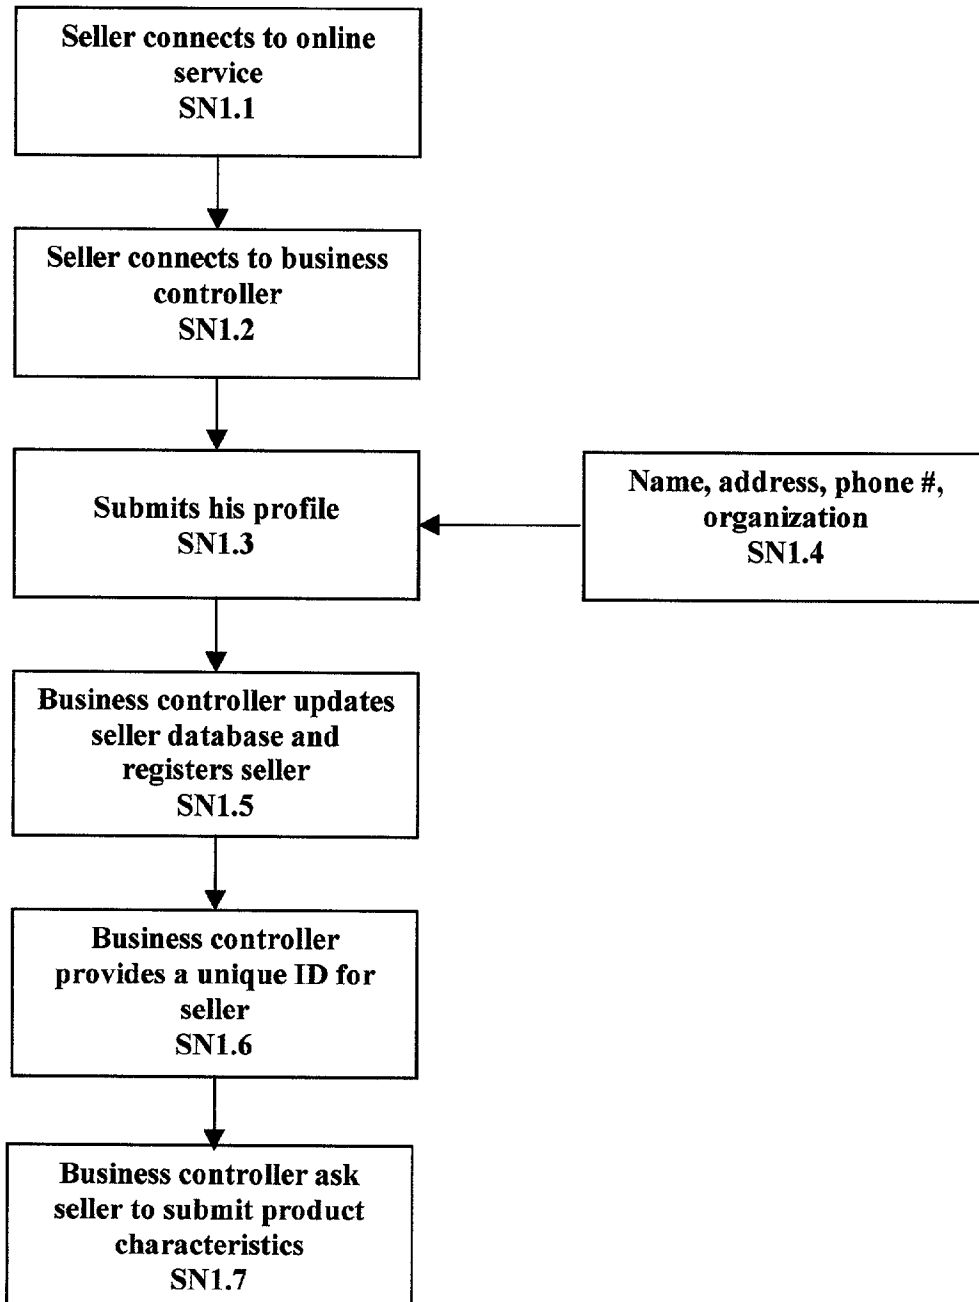 Seller connects to online
service
SN1.1
Seller connects to business
controller
SN1.2
Submits his profile
SN1.3
Name, address, phone #,
organization
SN1.4
Business controller updates
seller database and
registers seller
SN1.5
Business controller
provides a unique ID for
seller
SN1.6
Business controller ask
seller to submit product
characteristics
SN1.7